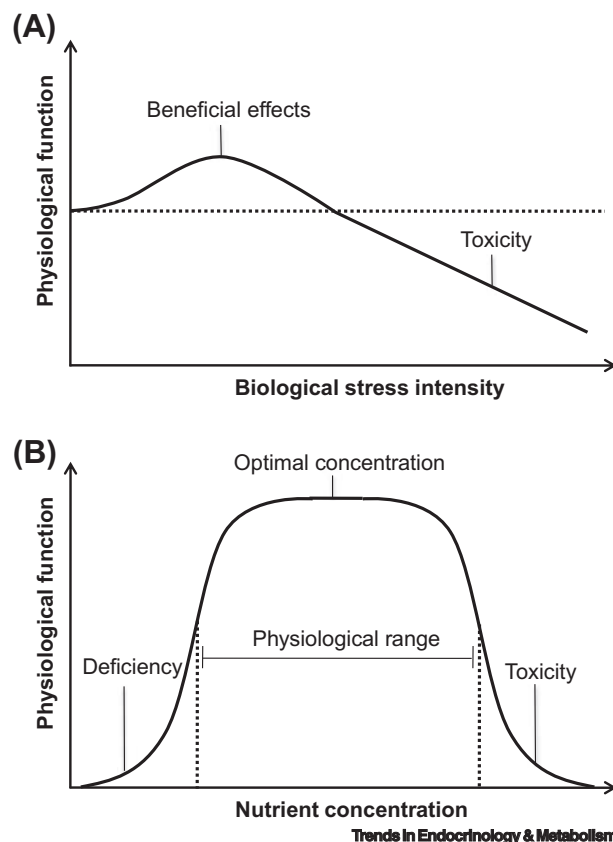 (A)
Physiological function
Beneficial effects
Toxicity
Biological stress intensity
(B)
Physiological function
Optimal concentration
Physiological range
Deficiency
Toxicity
Nutrient concentration
Trends in Endocrinology & Metabolism